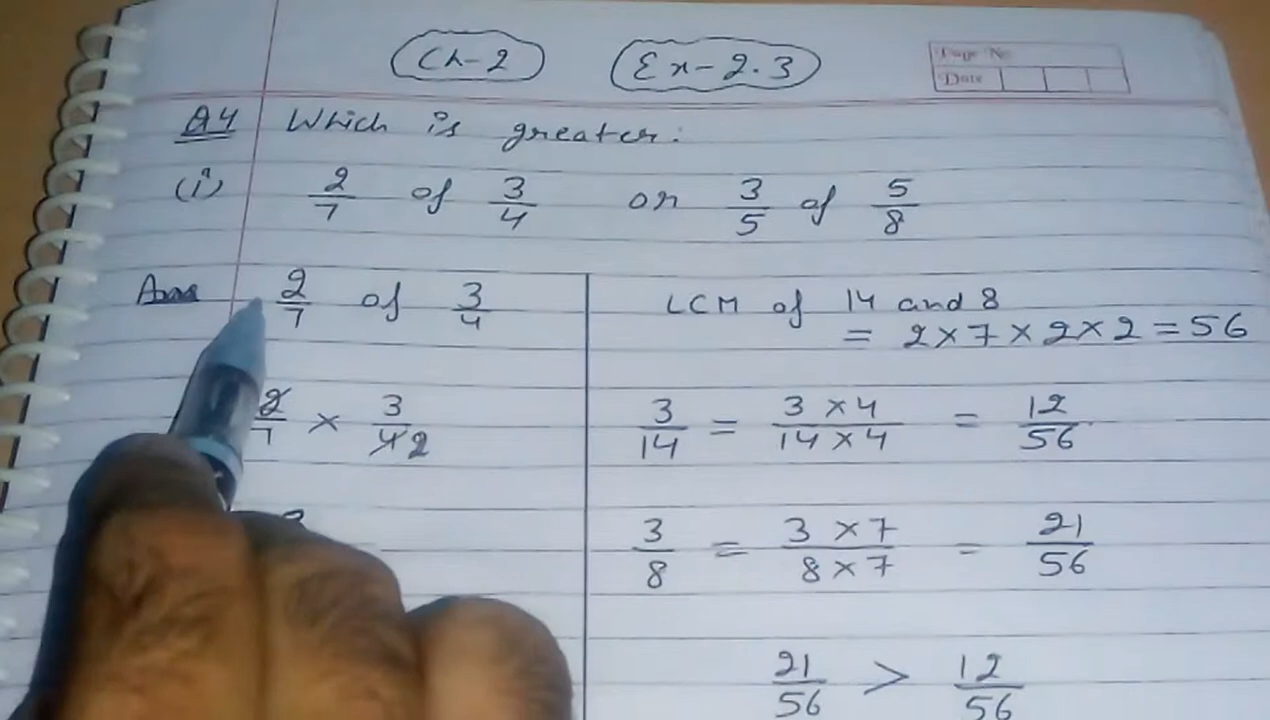 Ch-2 Ex-2.3
Page No.
Date
Q4 Which is greater:
(i) 2/7 of 3/4 or 3/5 of 5/8
Ans 2/7 of 3/4
2/7 × 3/4 2
3
LCM of 14 and 8
= 2×7×2×2 = 56
3/14 = 3×4/14×4 = 12/56
3/8 = 3×7/8×7 = 21/56
21/56 > 12/56